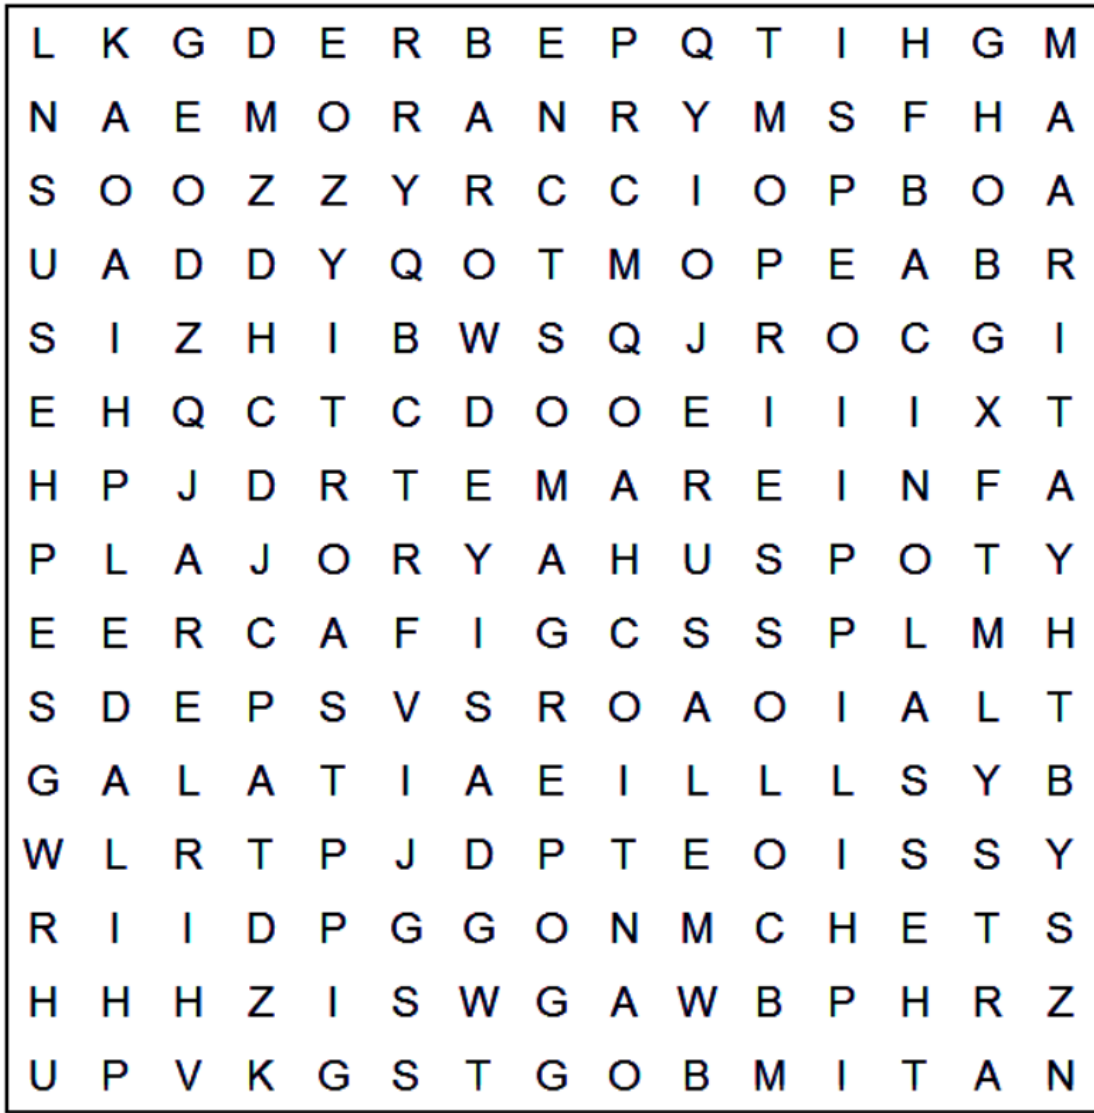 L K G D E R B E P Q T I H G M
N A E M O R A N R Y M S F H A
S O O Z Z Y R C C I O P B O A
U A D D Y Q O T M O P E A B R
S I Z H I B W S Q J R O C G I
E H Q C T C D O O E I I I X T
H P J D R T E M A R E I N F A
P L A J O R Y A H U S P O T Y
E E R C A F I G C S S P L M H
S D E P S V S R O A O I A L T
G A L A T I A E I L L L S Y B
W L R T P J D P T E O I S S Y
R I I D P G G O N M C H E T S
H H H Z I S W G A W B P H R Z
U P V K G S T G O B M I T A N